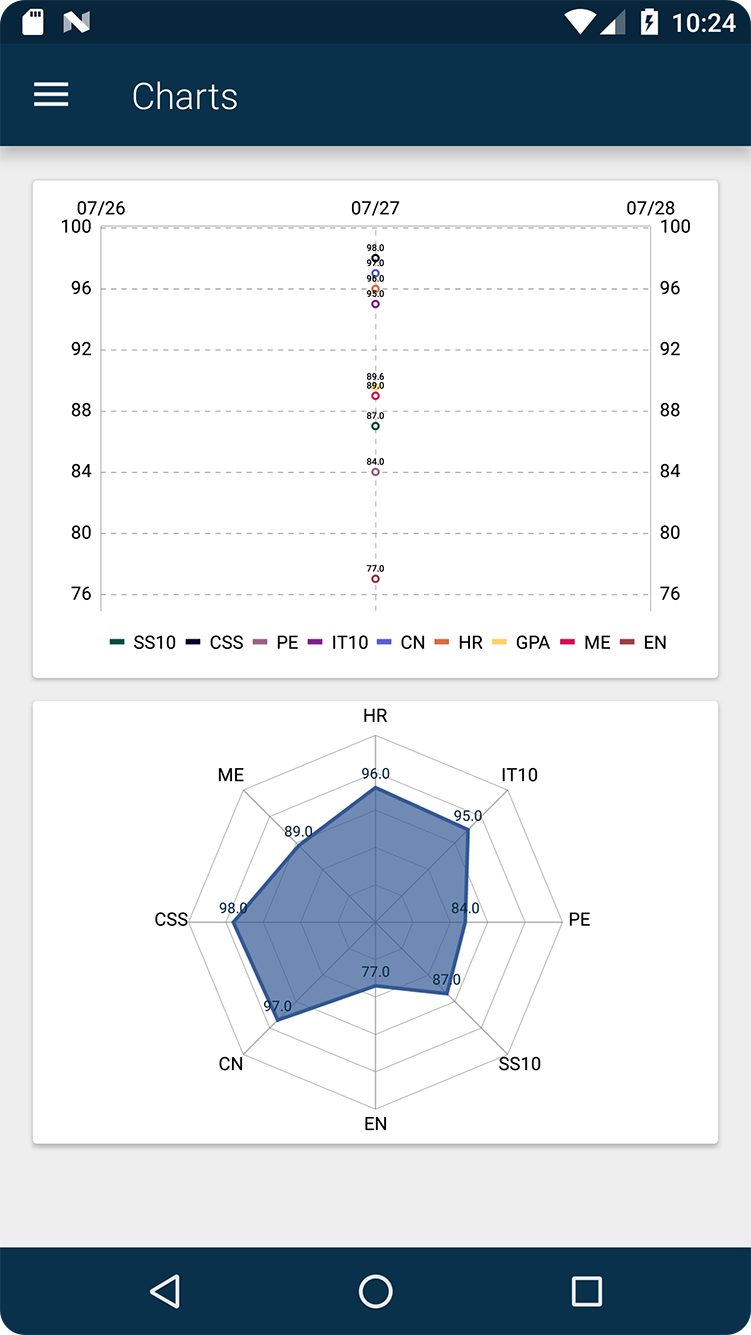 10:24
Charts
07/26 07/27 07/28
100 100
98.0
97.0
96 96.0 96
95.0
92 92
89.6
89.0
88 88
87.0
84.0
84 84
80 80
77.0
76 76
SS10 CSS PE IT10 CN HR GPA ME EN
HR
ME IT10
96.0
95.0
89.0
98.0 84.0
CSS PE
77.0
87.0
97.0
CN SS10
EN